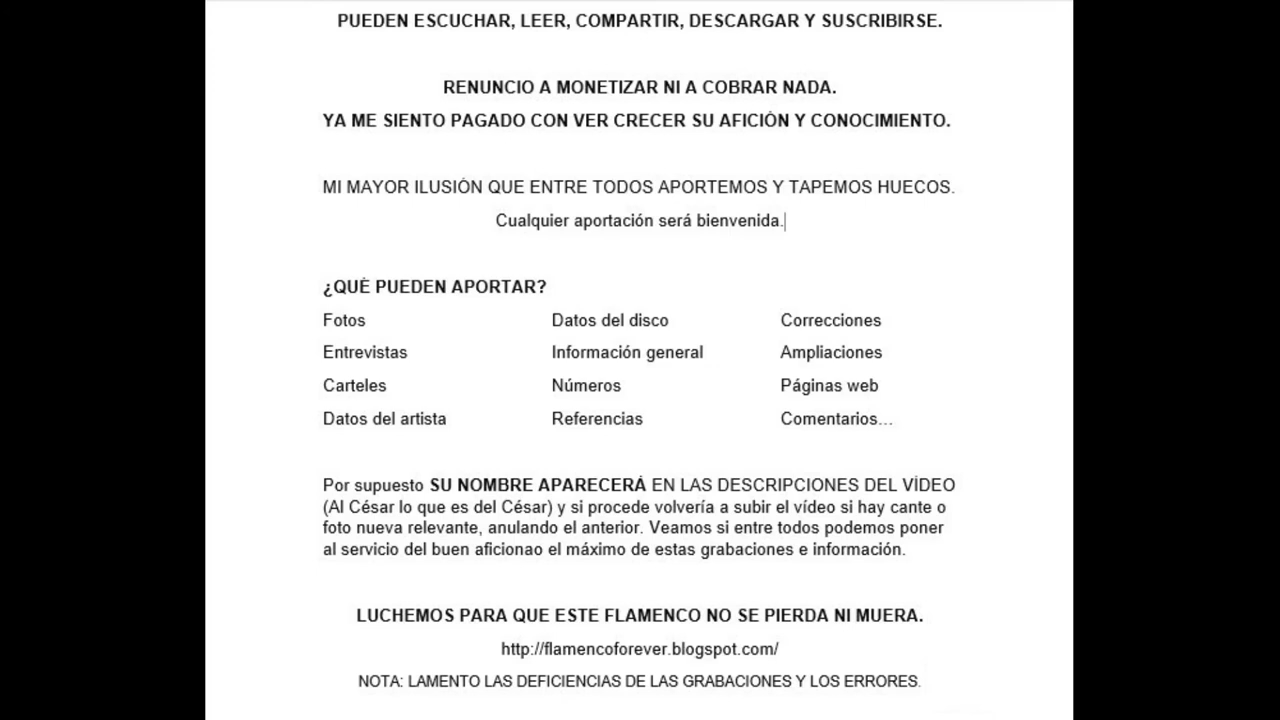 PUEDEN ESCUCHAR, LEER, COMPARTIR, DESCARGAR Y SUSCRIBIRSE.
RENUNCIO A MONETIZAR NI A COBRAR NADA.
YA ME SIENTO PAGADO CON VER CRECER SU AFICIÓN Y CONOCIMIENTO.
MI MAYOR ILUSIÓN QUE ENTRE TODOS APORTEMOS Y TAPEMOS HUECOS.
Cualquier aportación será bienvenida.
¿QUÉ PUEDEN APORTAR?
Fotos Datos del disco Correcciones
Entrevistas Información general Ampliaciones
Carteles Números Páginas web
Datos del artista Referencias Comentarios...
Por supuesto SU NOMBRE APARECERÁ EN LAS DESCRIPCIONES DEL VÍDEO
(Al César lo que es del César) y si procede volvería a subir el vídeo si hay cante o
foto nueva relevante, anulando el anterior. Veamos si entre todos podemos poner
al servicio del buen aficionao el máximo de estas grabaciones e información.
LUCHEMOS PARA QUE ESTE FLAMENCO NO SE PIERDA NI MUERA.
http://flamencoforever.blogspot.com/
NOTA: LAMENTO LAS DEFICIENCIAS DE LAS GRABACIONES Y LOS ERRORES.